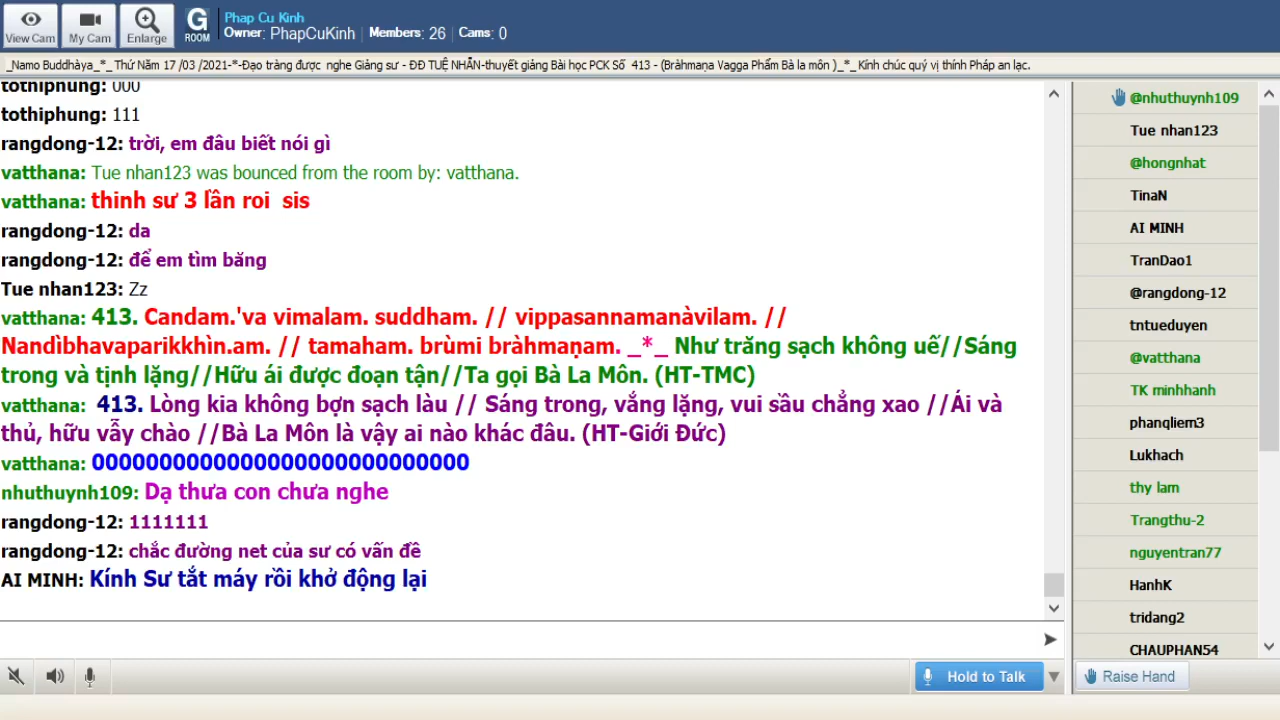 View Cam
My Cam
Enlarge
G ROOM
Phap Cu Kinh
Owner: PhapCuKinh | Members: 26 | Cams: 0
_Namo Buddhàya_*_ Thứ Năm 17 /03 /2021-*-Đạo tràng được nghe Giảng sư - ĐĐ TUỆ NHẪN-thuyết giảng Bài học PCK Số 413 - (Bràhmaṇa Vagga Phẩm Bà la môn )_*_ Kính chúc quý vị thính Pháp an lạc.
tothiphung: 000
tothiphung: 111
rangdong-12: trời, em đâu biết nói gì
vatthana: Tue nhan123 was bounced from the room by: vatthana.
vatthana: thinh sư 3 lần roi sis
rangdong-12: da
rangdong-12: để em tìm băng
Tue nhan123: Zz
vatthana: 413. Candam.'va vimalam. suddham. // vippasannamanàvilam. //
Nandìbhavaparikkhìn.am. // tamaham. brùmi bràhmaṇam. _*_ Như trăng sạch không uế//Sáng
trong và tịnh lặng//Hữu ái được đoạn tận//Ta gọi Bà La Môn. (HT-TMC)
vatthana: 413. Lòng kia không bợn sạch làu // Sáng trong, vắng lặng, vui sầu chẳng xao //Ái và
thủ, hữu vẫy chào //Bà La Môn là vậy ai nào khác đâu. (HT-Giới Đức)
vatthana: 0000000000000000000000000000
nhuthuynh109: Dạ thưa con chưa nghe
rangdong-12: 1111111
rangdong-12: chắc đường net của sư có vấn đề
AI MINH: Kính Sư tắt máy rồi khở động lại
Hold to Talk
@nhuthuynh109
Tue nhan123
@hongnhat
TinaN
AI MINH
TranDao1
@rangdong-12
tntueduyen
@vatthana
TK minhhanh
phanqliem3
Lukhach
thy lam
Trangthu-2
nguyentran77
HanhK
tridang2
CHAUPHAN54
Raise Hand